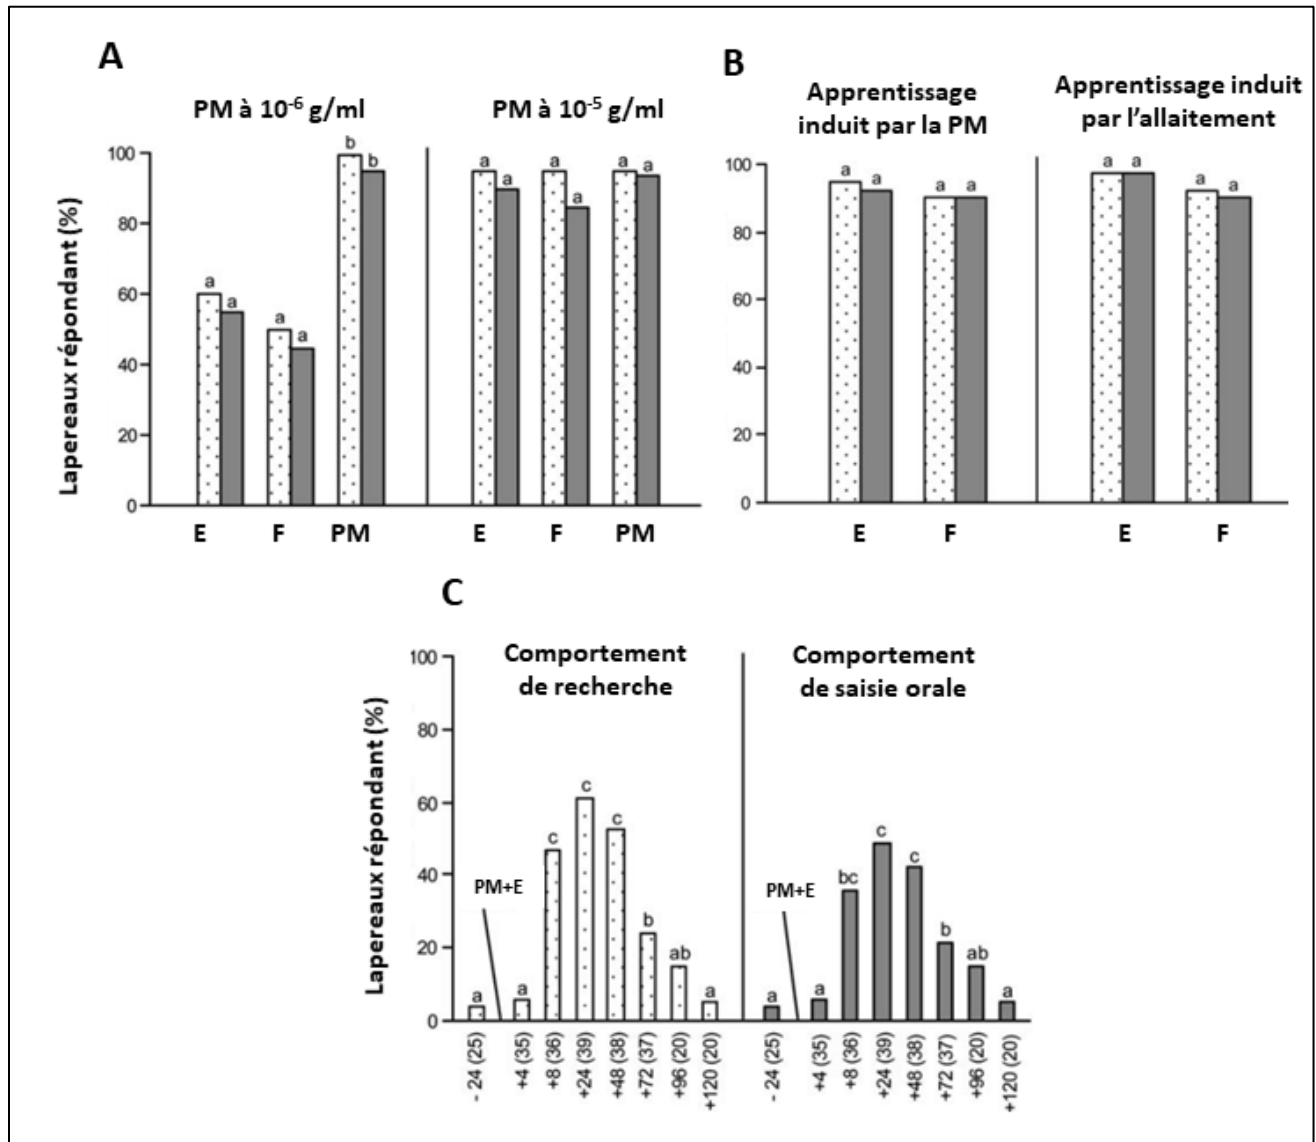 A
PM à 10-6 g/ml
PM à 10-5 g/ml
Lapereaux répondant (%)
100
80
60
40
20
0
a
a
a
a
b
b
a
a
a
a
a
a
E
F
PM
E
F
PM
B
Apprentissage
induit par la PM
Apprentissage induit
par l'allaitement
100
80
60
40
20
0
a
a
a
a
a
a
a
a
E
F
E
F
C
Comportement
de recherche
Comportement
de saisie orale
Lapereaux répondant (%)
100
80
60
40
20
0
PM+E
a
a
c
c
c
b
ab
a
PM+E
a
a
bc
c
c
b
ab
a
- 24 (25)
+4 (35)
+8 (36)
+24 (39)
+48 (38)
+72 (37)
+96 (20)
+120 (20)
- 24 (25)
+4 (35)
+8 (36)
+24 (39)
+48 (38)
+72 (37)
+96 (20)
+120 (20)